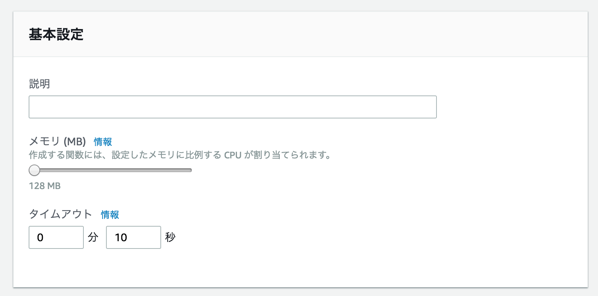 基本設定
説明
メモリ (MB) 情報
作成する関数には、設定したメモリに比例する CPU が割り当てられます。
128 MB
タイムアウト 情報
0 分 10 秒